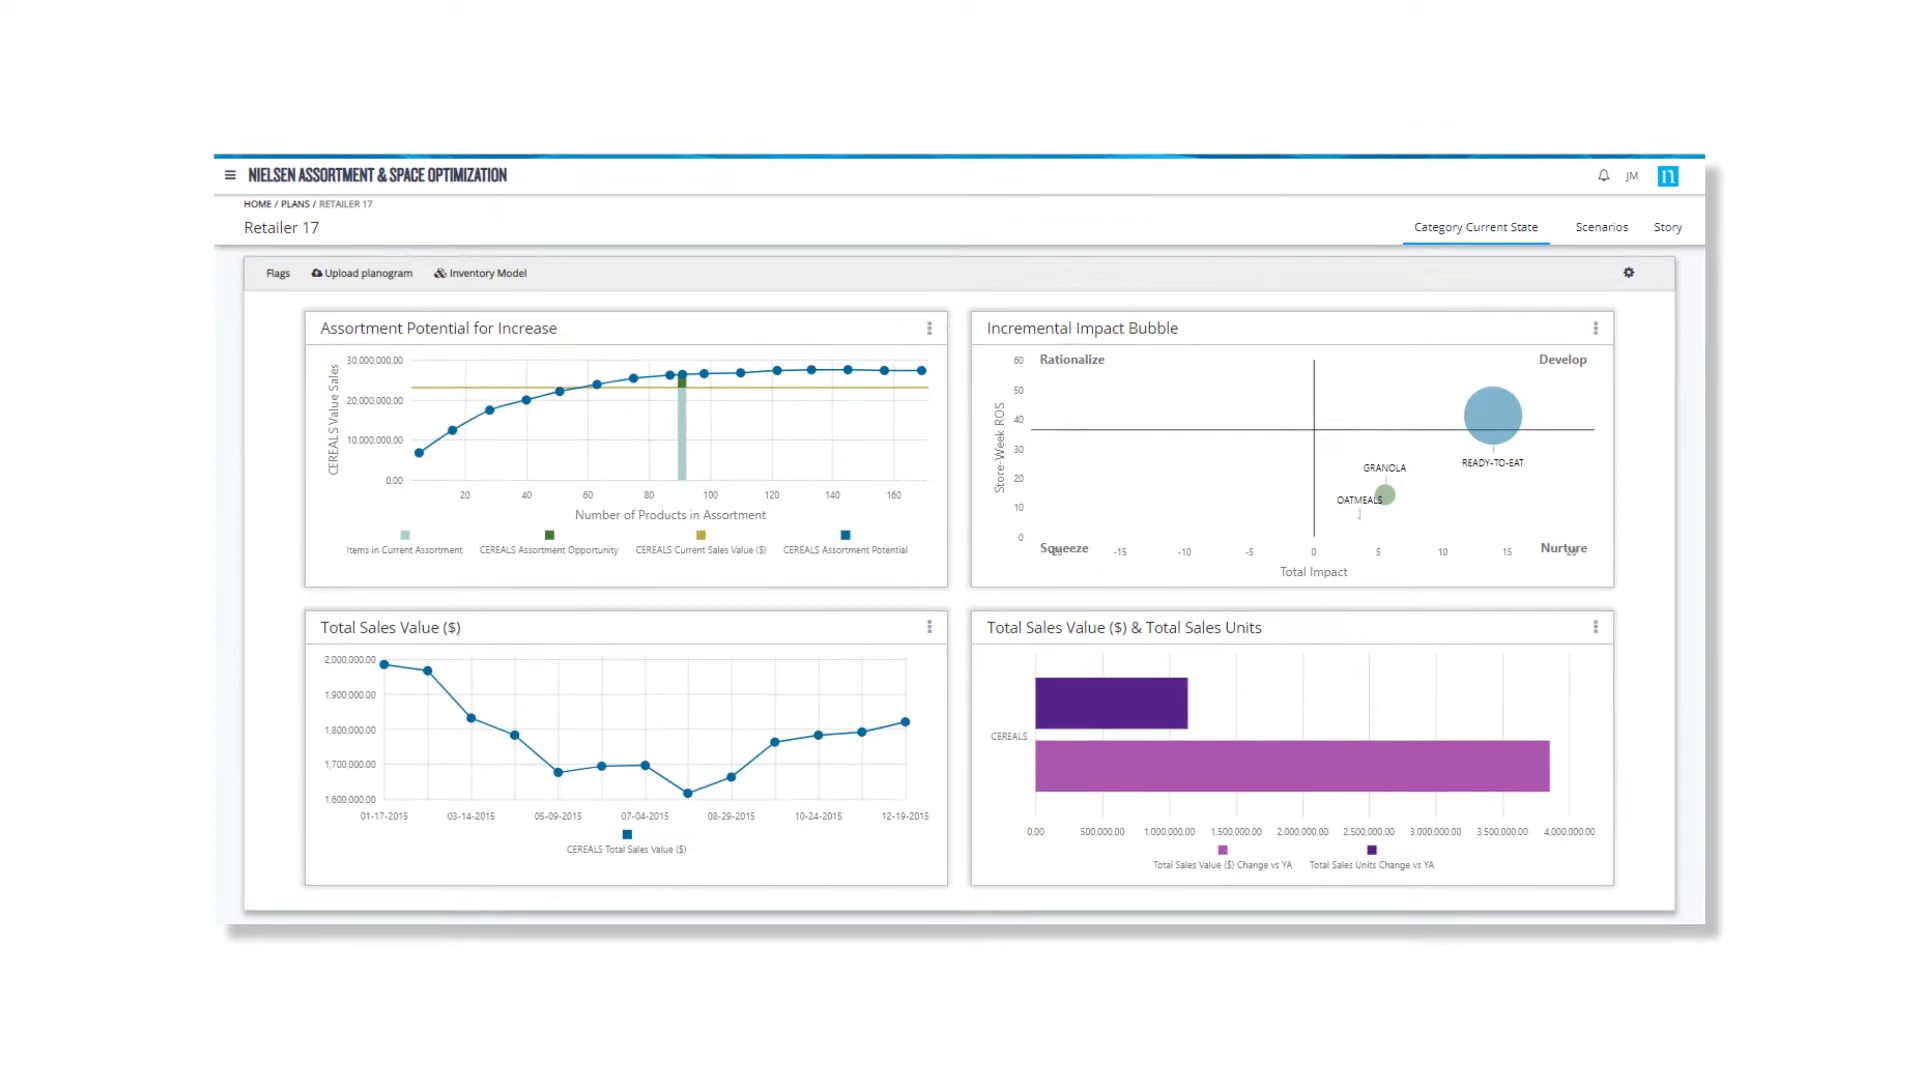 NIELSEN ASSORTMENT & SPACE OPTIMIZATION
JM
n
HOME / PLANS / RETAILER 17
Retailer 17
Category Current State
Scenarios
Story
Flags
Upload planogram
Inventory Model
Assortment Potential for Increase
CEREALS Value Sales
30,000,000.00
20,000,000.00
10,000,000.00
0.00
20 40 60 80 100 120 140 160
Number of Products in Assortment
Items in Current Assortment
CEREALS Assortment Opportunity
CEREALS Current Sales Value ($)
CEREALS Assortment Potential
Incremental Impact Bubble
Store-Week ROS
60
50
40
30
20
10
0
Rationalize
Develop
READY-TO-EAT
GRANOLA
OATMEALS
Squeeze
Nurture
-20 -15 -10 -5 0 5 10 15 20
Total Impact
Total Sales Value ($)
2,000,000.00
1,900,000.00
1,800,000.00
1,700,000.00
1,600,000.00
01-17-2015 03-14-2015 05-09-2015 07-04-2015 08-29-2015 10-24-2015 12-19-2015
CEREALS Total Sales Value ($)
Total Sales Value ($) & Total Sales Units
CEREALS
0.00 500,000.00 1,000,000.00 1,500,000.00 2,000,000.00 2,500,000.00 3,000,000.00 3,500,000.00 4,000,000.00
Total Sales Value ($) Change vs YA
Total Sales Units Change vs YA